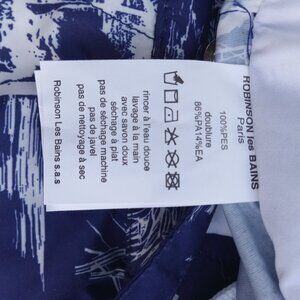 ROBINSON les BAINS
Paris
100%PES
doublure
86%PA14%EA
rincer à l'eau douce
lavage à la main
avec savon doux
séchage à plat
pas de séchage machine
pas de javel
pas de nettoyage à sec
Robinson Les Bains s.a.s